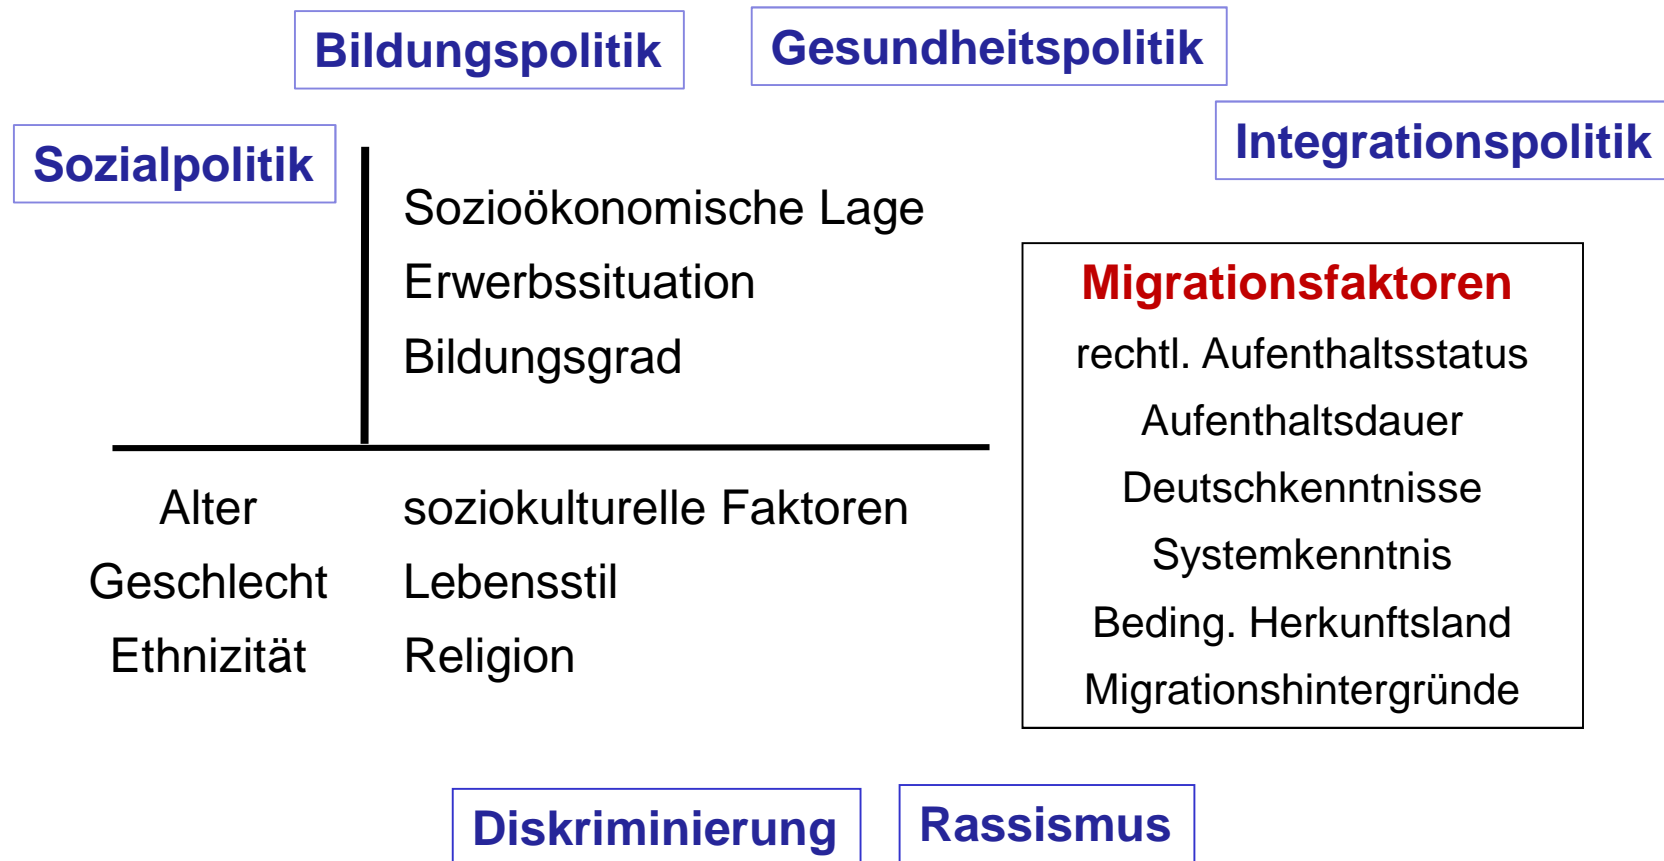 Bildungspolitik
Gesundheitspolitik
Integrationspolitik
Sozialpolitik
Sozioökonomische Lage
Erwerbssituation
Bildungsgrad
Migrationsfaktoren
rechtl. Aufenthaltsstatus
Aufenthaltsdauer
Deutschkenntnisse
Systemkenntnis
Beding. Herkunftsland
Migrationshintergründe
Alter
Geschlecht
Ethnizität
soziokulturelle Faktoren
Lebensstil
Religion
Diskriminierung
Rassismus